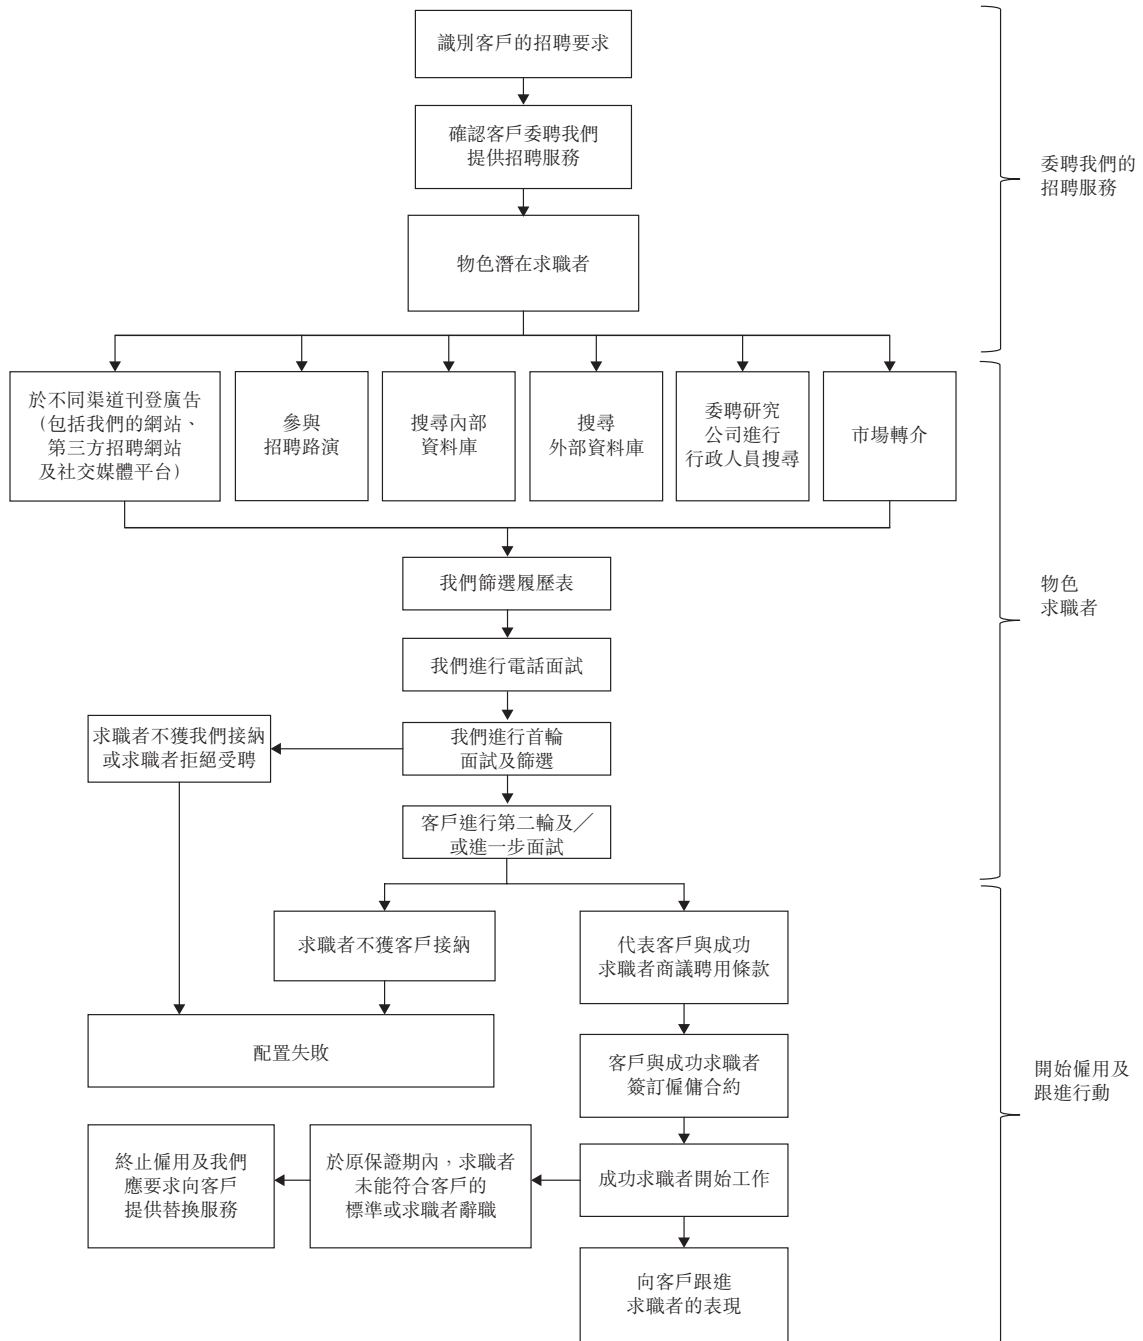 識別客戶的招聘要求
確認客戶委聘我們
提供招聘服務
委聘我們的
招聘服務
物色潛在求職者
於不同渠道刊登廣告
(包括我們的網站、
第三方招聘網站
及社交媒體平台)
參與
招聘路演
搜尋內部
資料庫
搜尋
外部資料庫
委聘研究
公司進行
行政人員搜尋
市場轉介
我們篩選履歷表
物色
求職者
我們進行電話面試
求職者不獲我們接納
或求職者拒絕受聘
我們進行首輪
面試及篩選
客戶進行第二輪及╱
或進一步面試
求職者不獲客戶接納
代表客戶與成功
求職者商議聘用條款
配置失敗
客戶與成功求職者
簽訂僱傭合約
開始僱用及
跟進行動
終止僱用及我們
應要求向客戶
提供替換服務
於原保證期內,求職者
未能符合客戶的
標準或求職者辭職
成功求職者開始工作
向客戶跟進
求職者的表現